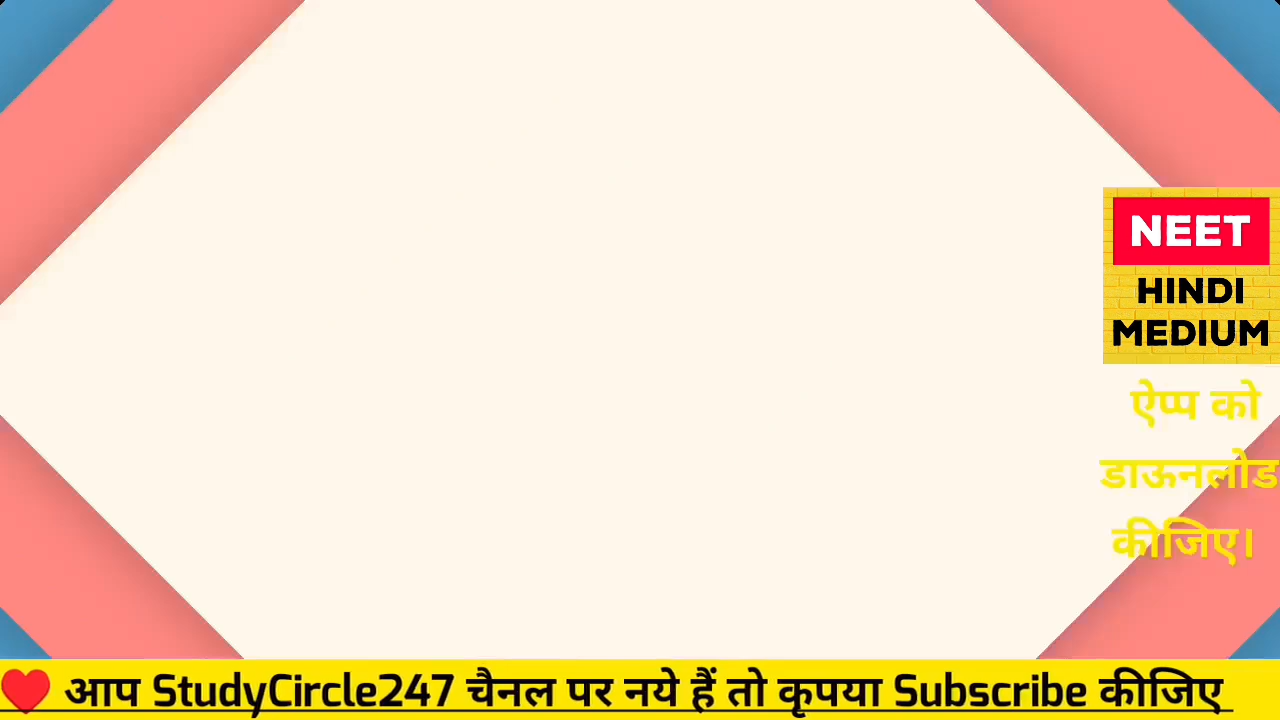 NEET
HINDI
MEDIUM
ऐप्प को
डाऊनलोड
कीजिए।
आप StudyCircle247 चैनल पर नये हैं तो कृपया Subscribe कीजिए